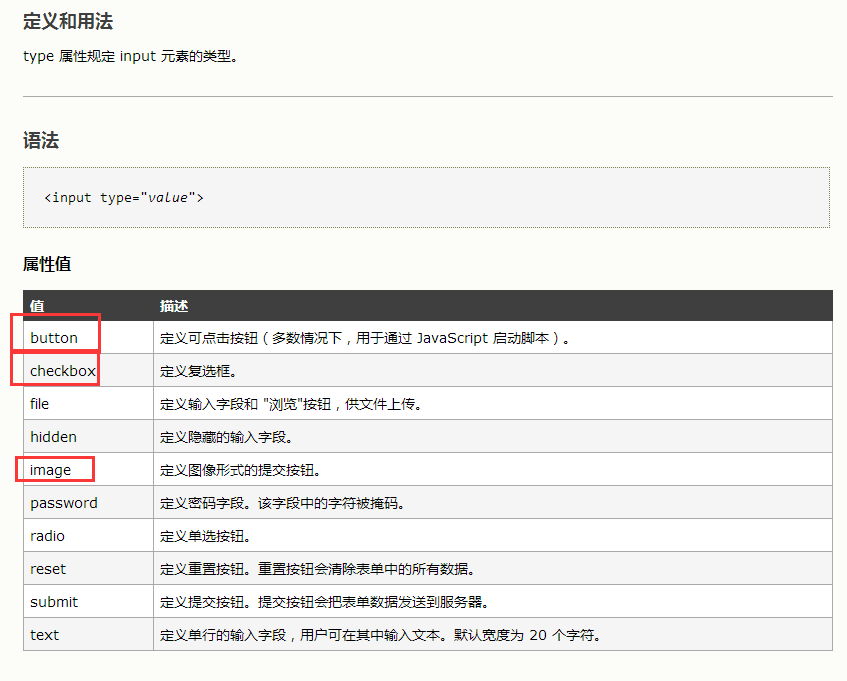 定义和用法
type 属性规定 input 元素的类型。
语法
<input type="value">
属性值
值 描述
button 定义可点击按钮（多数情况下，用于通过 JavaScript 启动脚本）。
checkbox 定义复选框。
file 定义输入字段和 "浏览"按钮，供文件上传。
hidden 定义隐藏的输入字段。
image 定义图像形式的提交按钮。
password 定义密码字段。该字段中的字符被掩码。
radio 定义单选按钮。
reset 定义重置按钮。重置按钮会清除表单中的所有数据。
submit 定义提交按钮。提交按钮会把表单数据发送到服务器。
text 定义单行的输入字段，用户可在其中输入文本。默认宽度为 20 个字符。